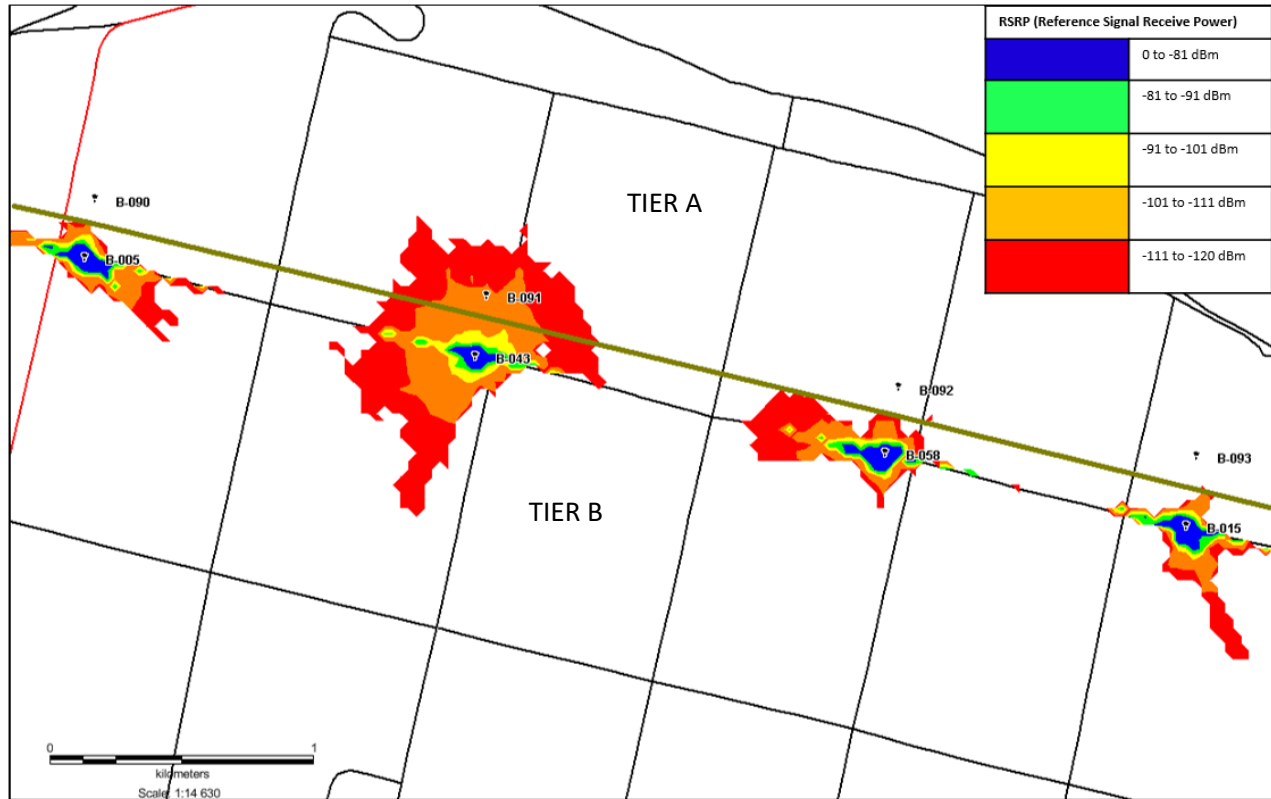 RSRP (Reference Signal Receive Power)
0 to -81 dBm
-81 to -91 dBm
-91 to -101 dBm
-101 to -111 dBm
-111 to -120 dBm
TIER A
B-090
B-005
B-091
B-043
B-092
B-058
B-093
B-015
TIER B
0 1
kilometers
Scale: 1:14 630